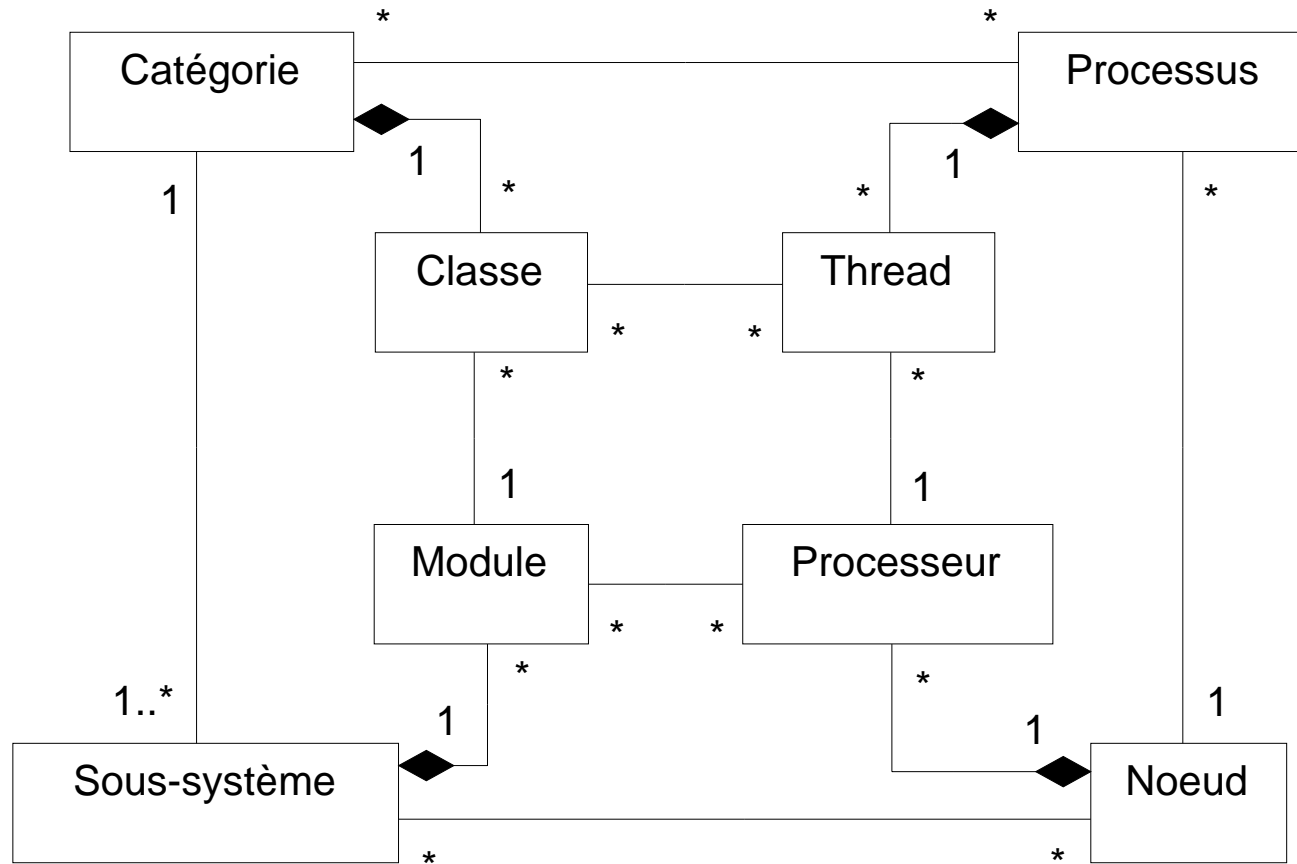 * *
Catégorie Processus
1 1
1 * * *
Classe Thread
* *
* *
1 1
Module Processeur
* *
* *
1..* 1 1 1
Sous-système Noeud
* *